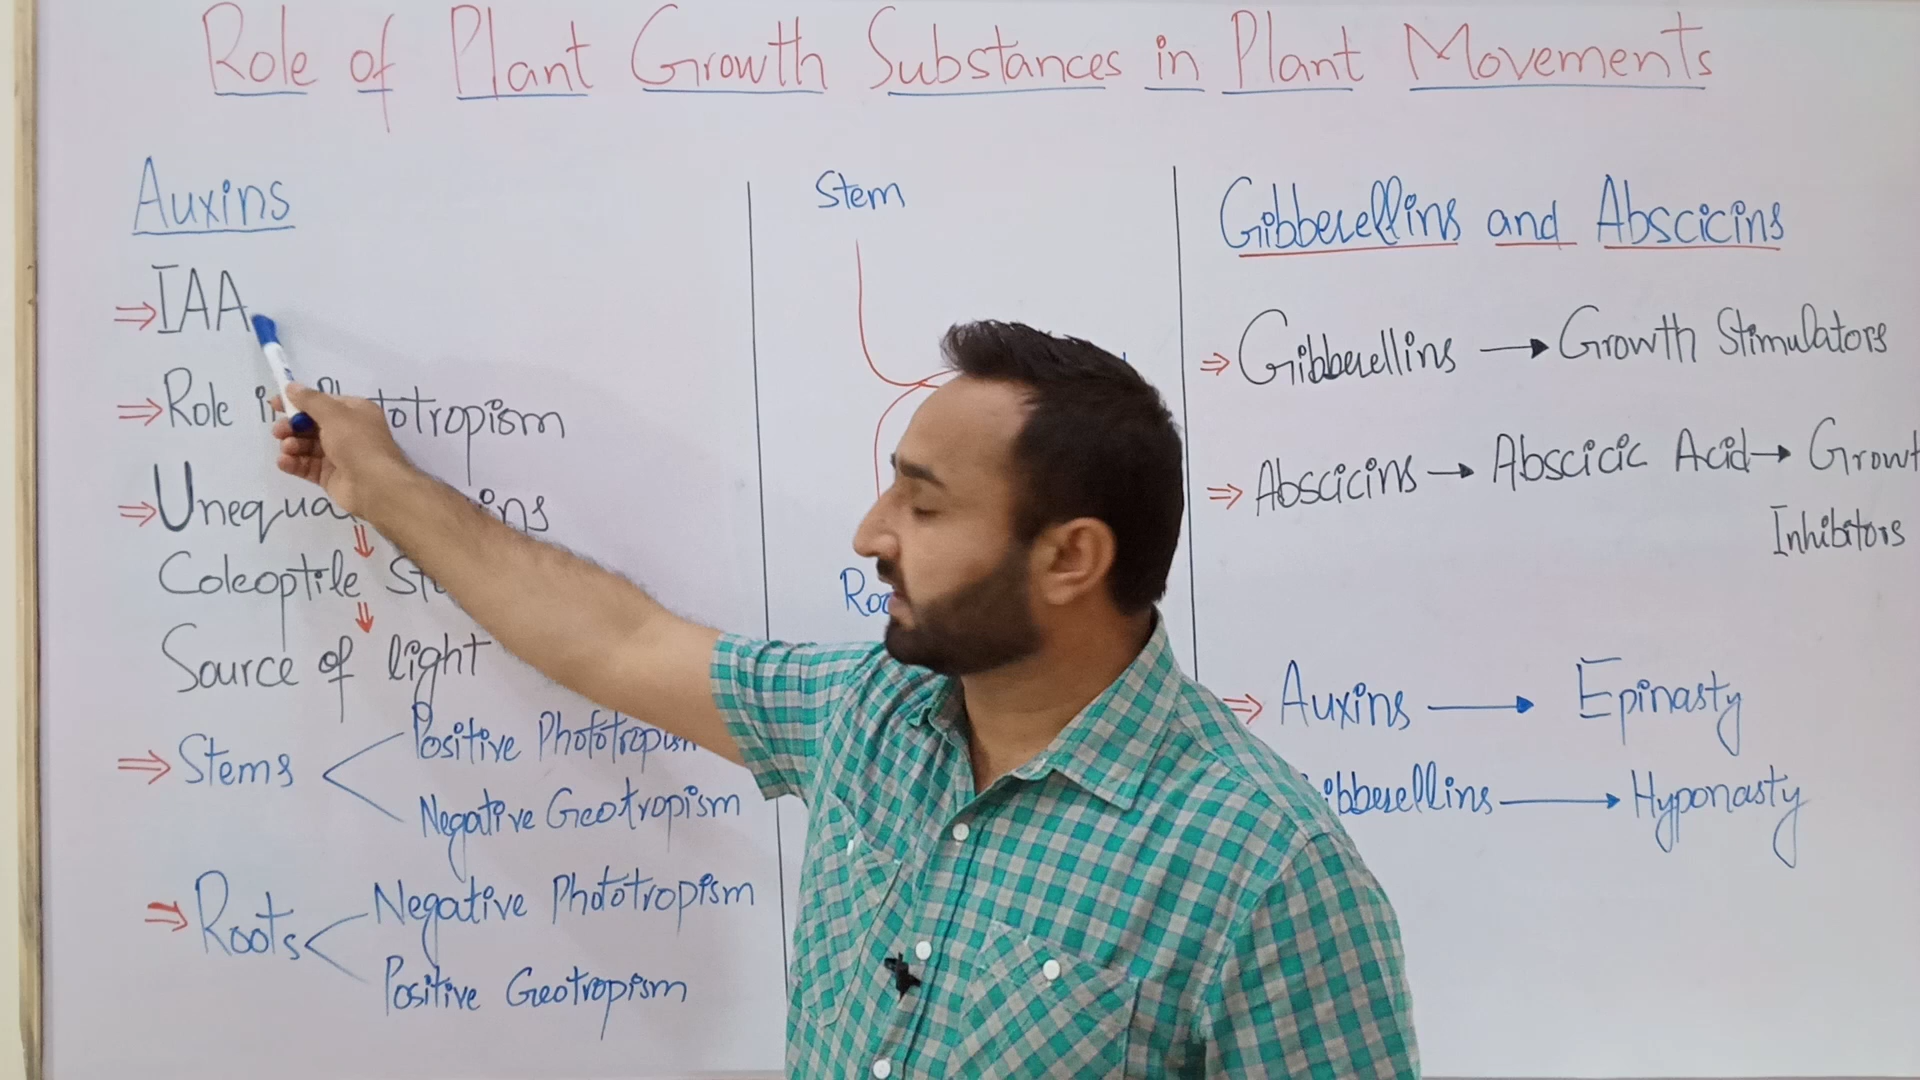 Role of Plant Growth Substances in Plant Movements
Auxins
⇒ IAA
⇒ Role in Phototropism
⇒ Unequal
Coleoptile
Source of light
⇒ Stems
Positive Phototropism
Negative Geotropism
⇒ Roots
Negative Phototropism
Positive Geotropism
Stem
Gibberellins and Abscicins
⇒ Gibberellins → Growth Stimulators
⇒ Abscicins → Abscicic Acid → Growt
Inhibitors
⇒ Auxins → Epinasty
ibberellins → Hyponasty